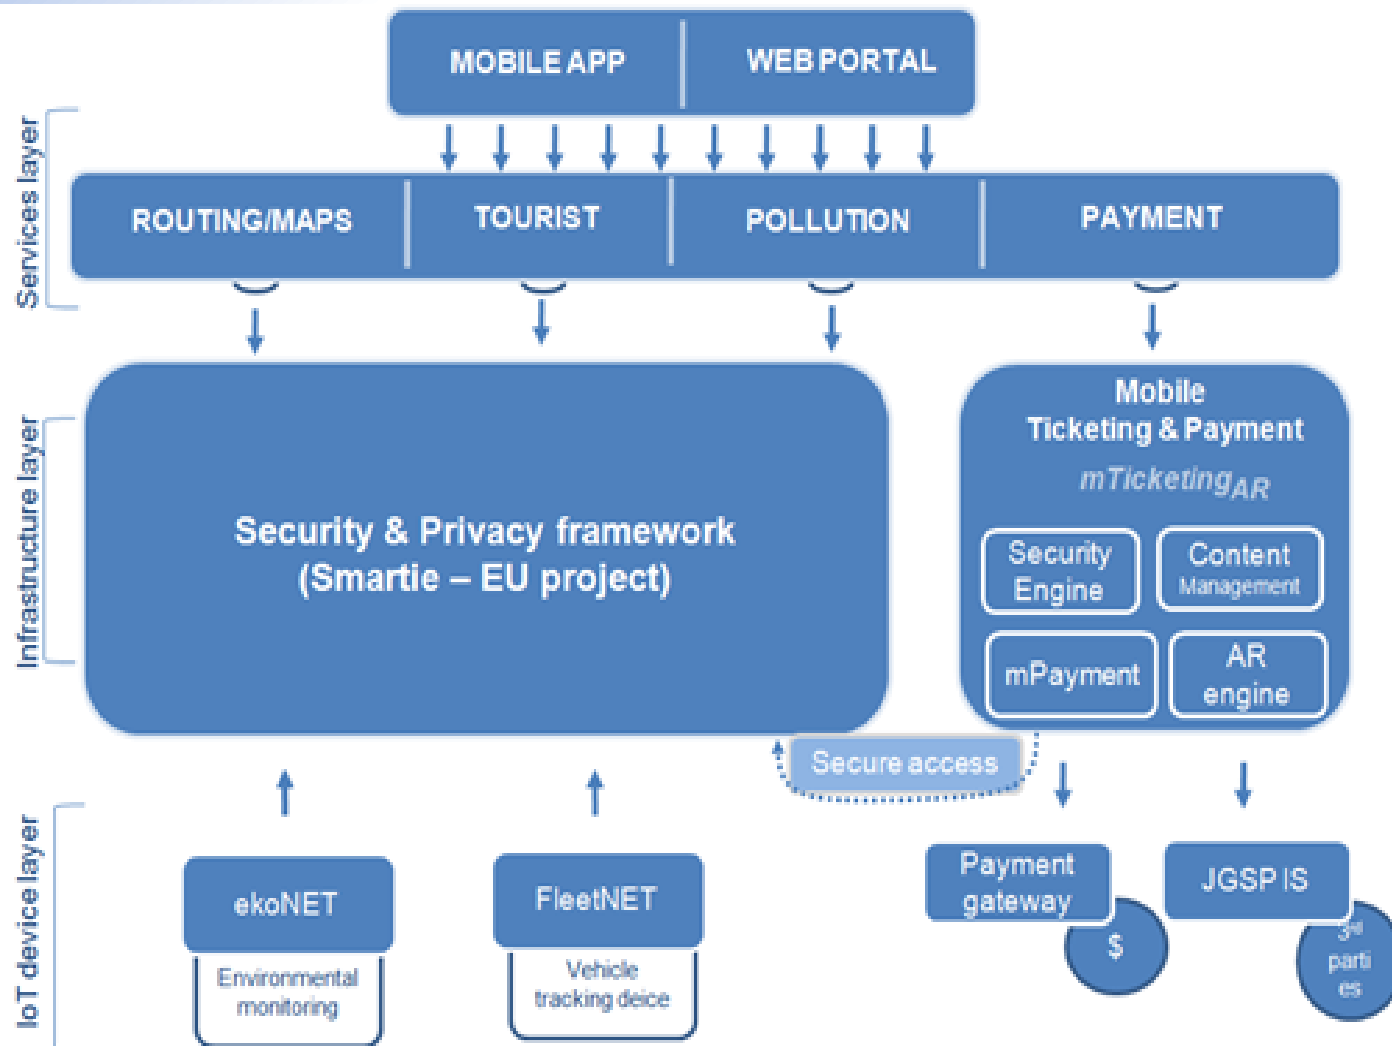 MOBILE APP
WEB PORTAL
Services layer
ROUTING/MAPS
TOURIST
POLLUTION
PAYMENT
Infrastructure layer
Security & Privacy framework
(Smartie – EU project)
Mobile
Ticketing & Payment
mTicketingAR
Security
Engine
Content
Management
mPayment
AR
engine
Secure access
IoT device layer
ekoNET
Environmental
monitoring
FleetNET
Vehicle
tracking deice
Payment
gateway
$
JGSP IS
3rd
parti
es